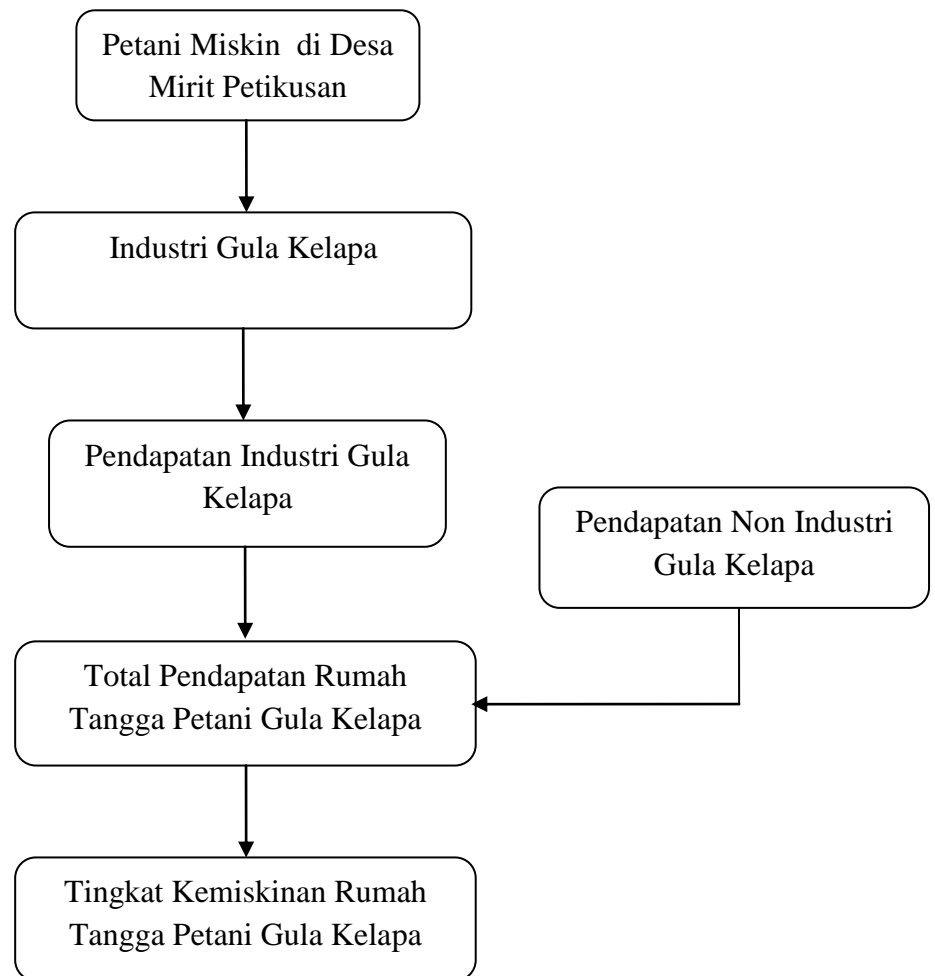 Petani Miskin di Desa
Mirit Petikusan
Industri Gula Kelapa
Pendapatan Industri Gula
Kelapa
Pendapatan Non Industri
Gula Kelapa
Total Pendapatan Rumah
Tangga Petani Gula Kelapa
Tingkat Kemiskinan Rumah
Tangga Petani Gula Kelapa